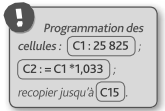 Programmation des
cellules : C1 : 25 825 ;
C2 : = C1 *1,033 ;
recopier jusqu'à C15 .